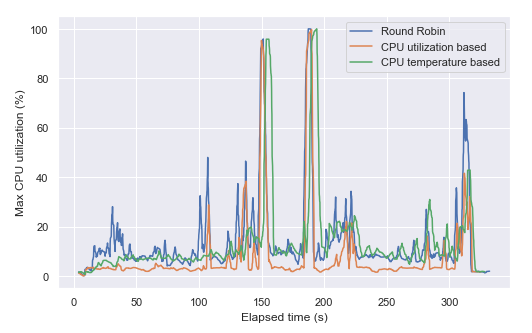 Max CPU utilization (%)
100
80
60
40
20
0
Round Robin
CPU utilization based
CPU temperature based
0 50 100 150 200 250 300
Elapsed time (s)